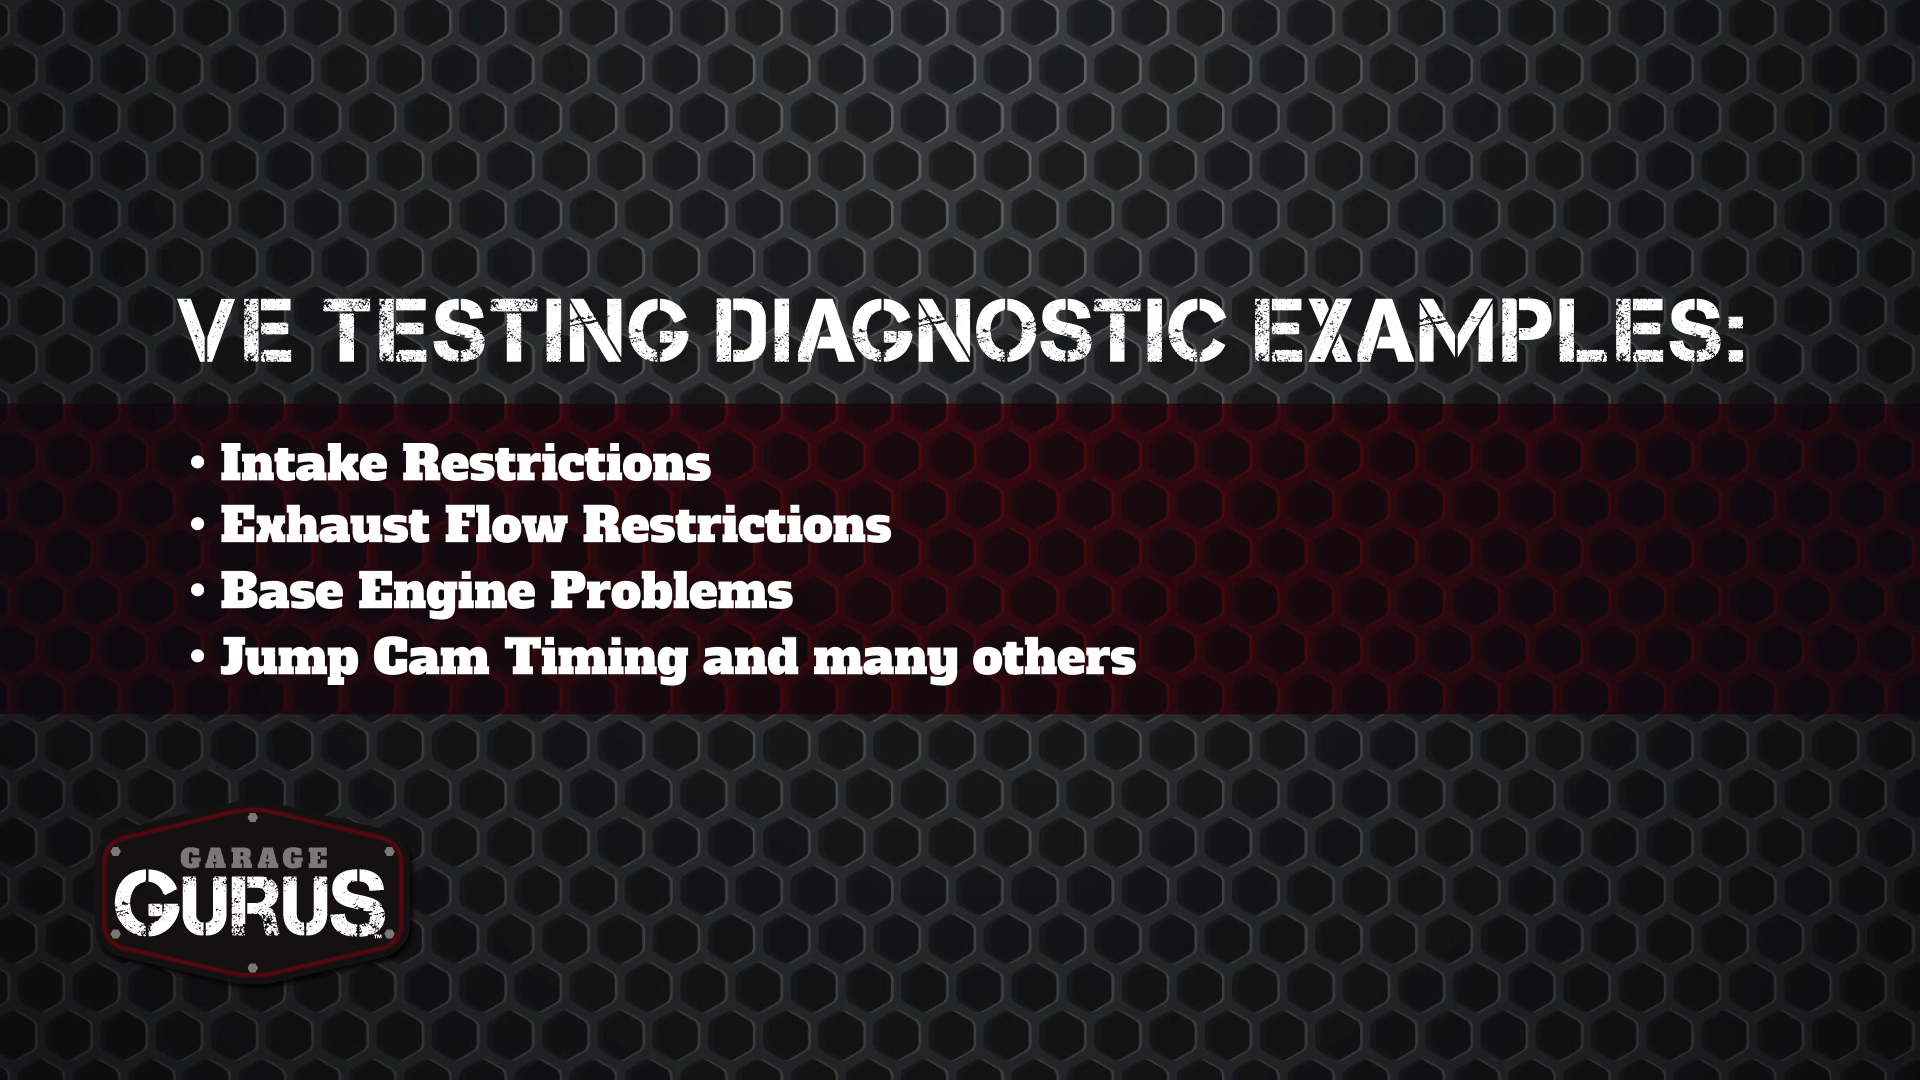 VE TESTING DIAGNOSTIC EXAMPLES:
• Intake Restrictions
• Exhaust Flow Restrictions
• Base Engine Problems
• Jump Cam Timing and many others
GARAGE
GURUS™